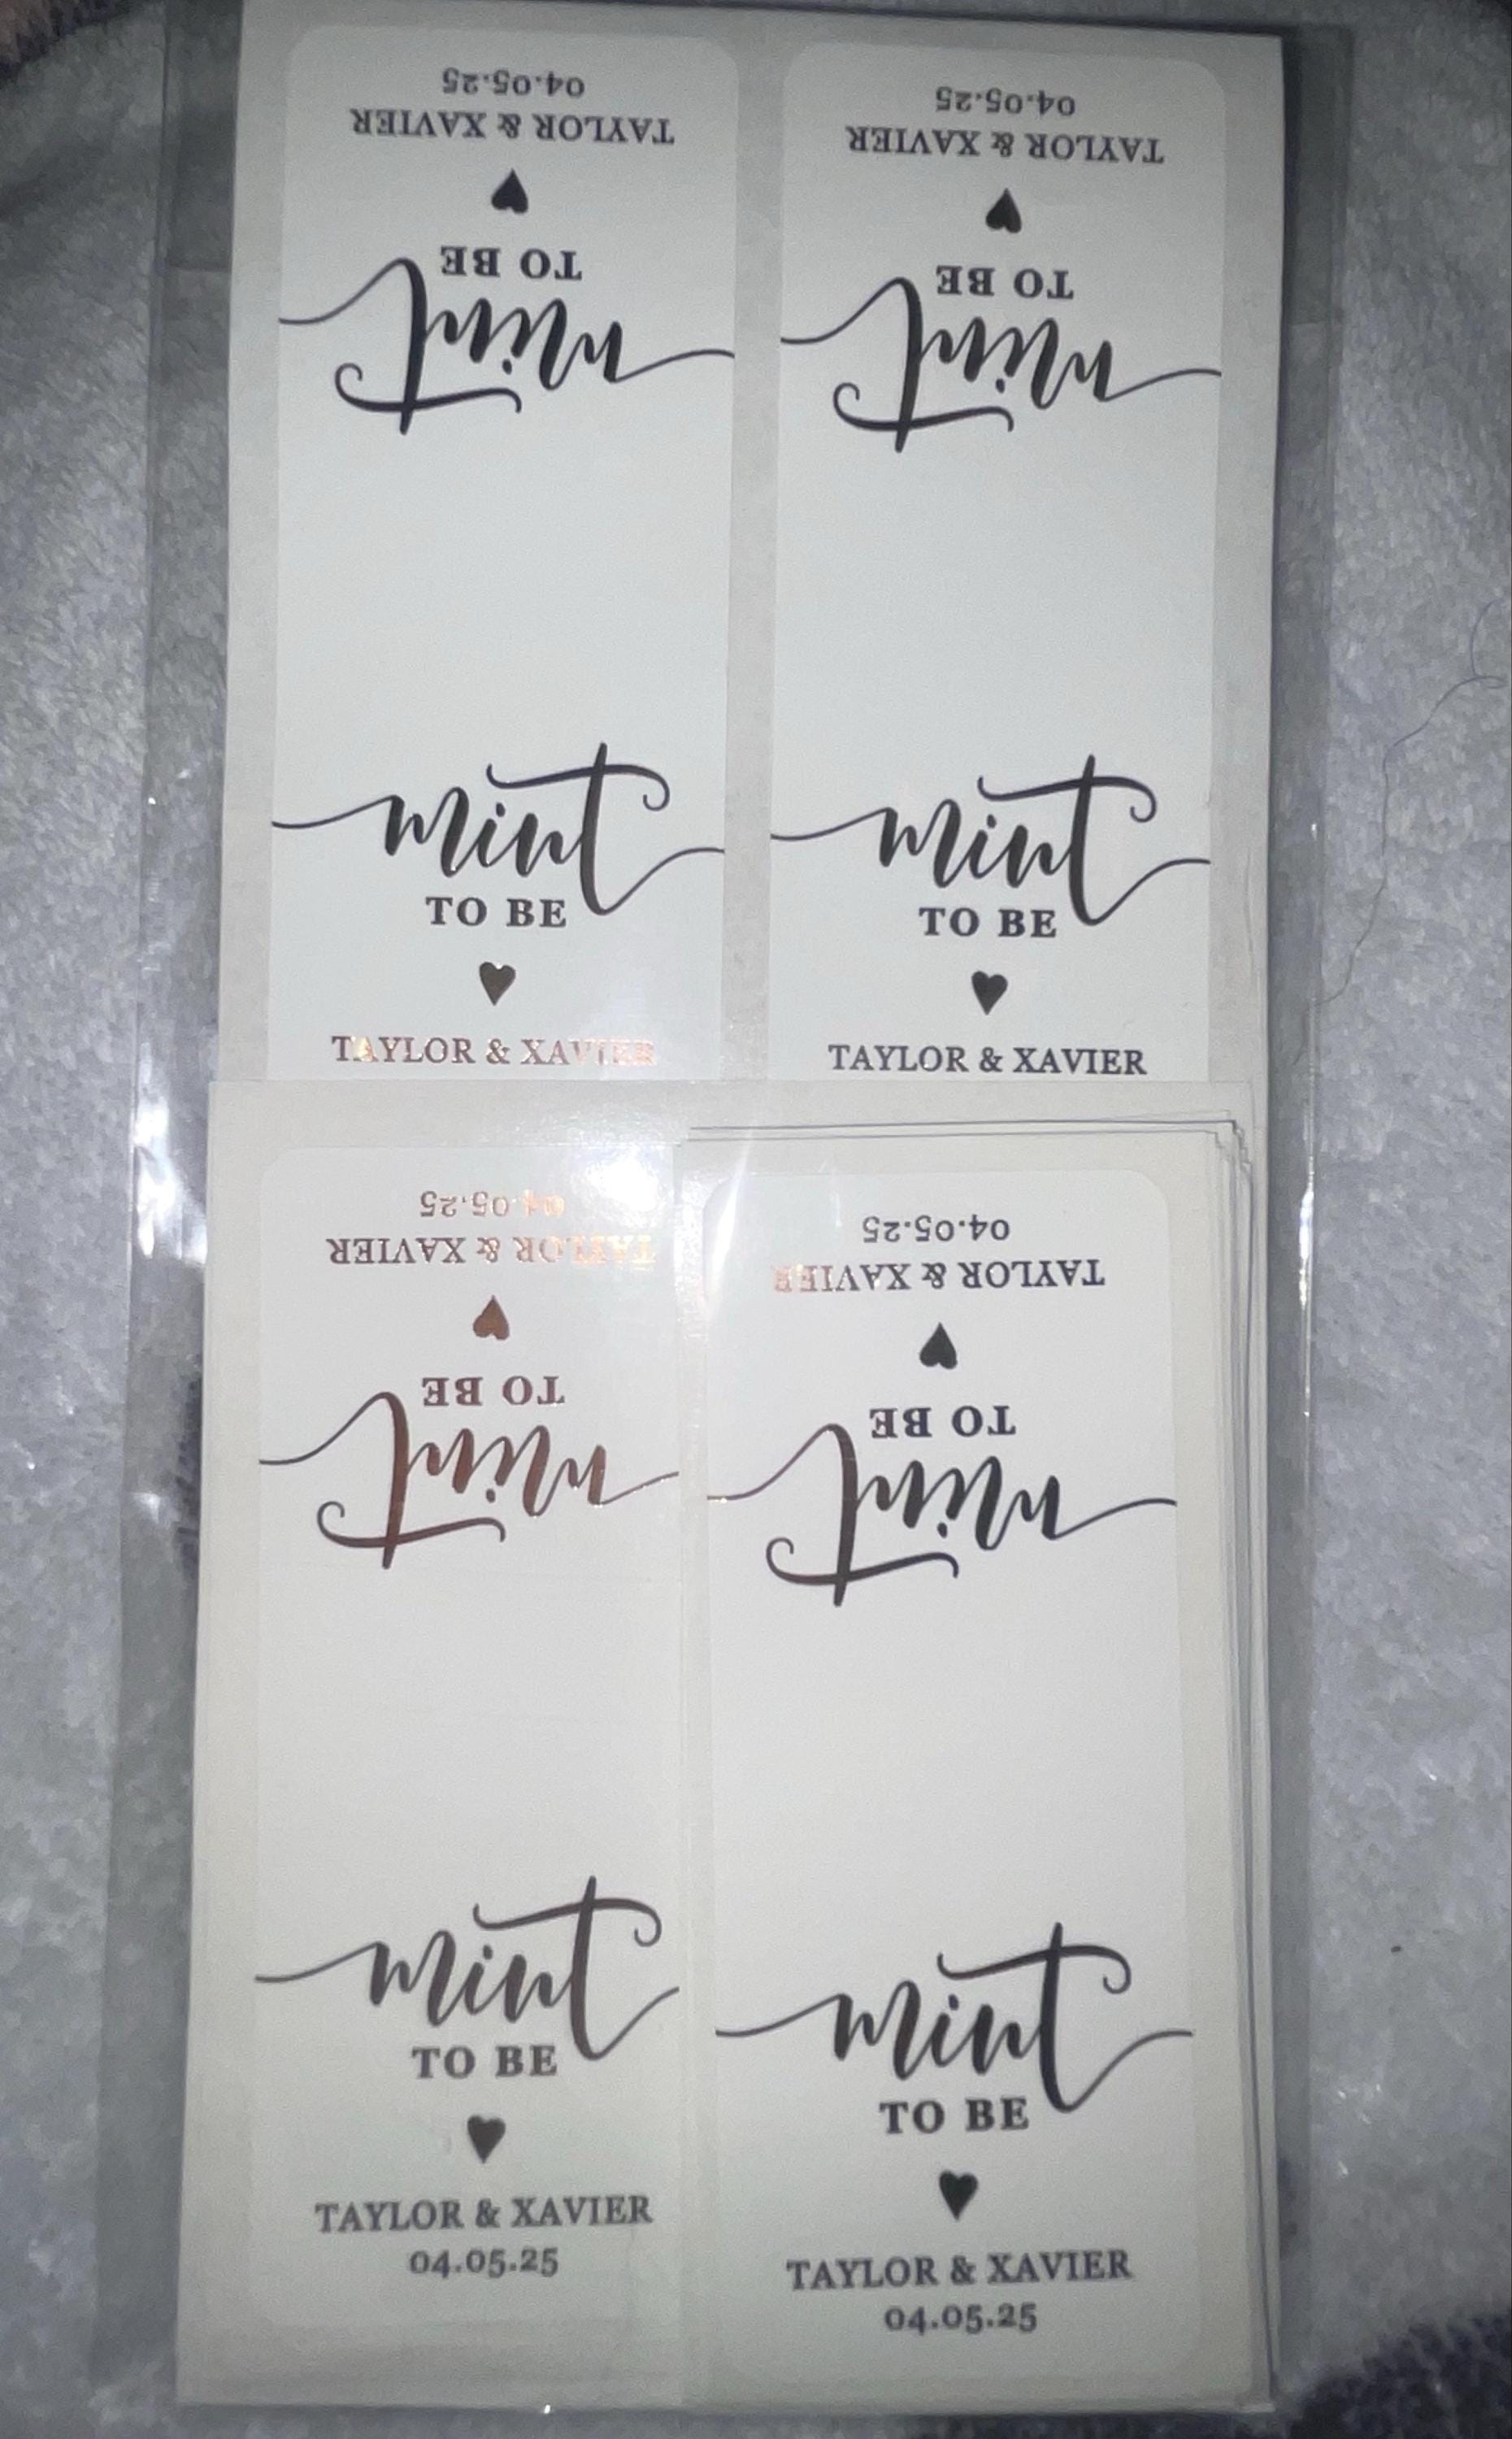 04.05.25
TAYLOR & XAVIER
TO BE
mint
mint
TO BE
TAYLOR & XAVIER
04.05.25
TAYLOR & XAVIER
TO BE
mint
mint
TO BE
TAYLOR & XAVIER
04.05.25
TAYLOR & XAVIER
TO BE
mint
mint
TO BE
TAYLOR & XAVIER
04.05.25
04.05.25
TAYLOR & XAVIER
TO BE
mint
mint
TO BE
TAYLOR & XAVIER
04.05.25